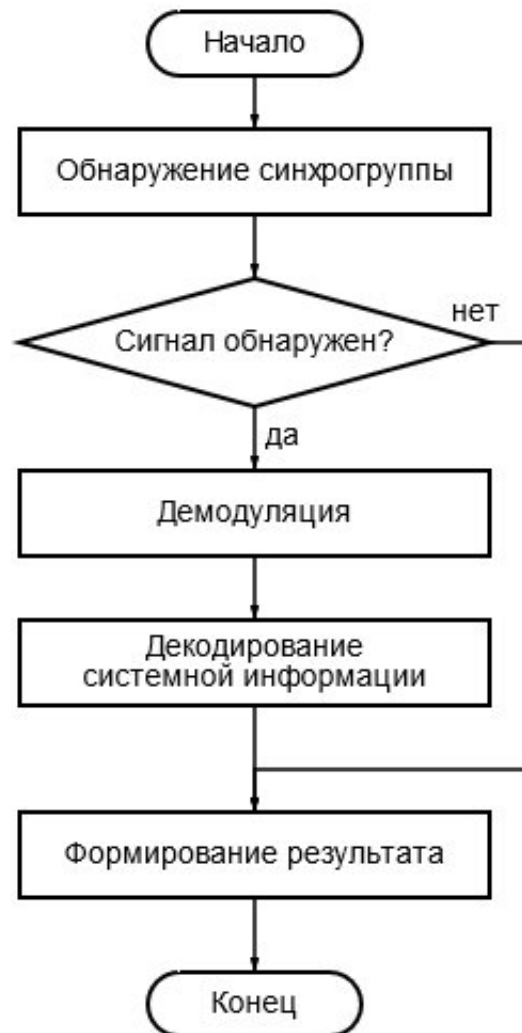 Начало
Обнаружение синхрогруппы
нет
Сигнал обнаружен?
да
Демодуляция
Декодирование
системной информации
Формирование результата
Конец